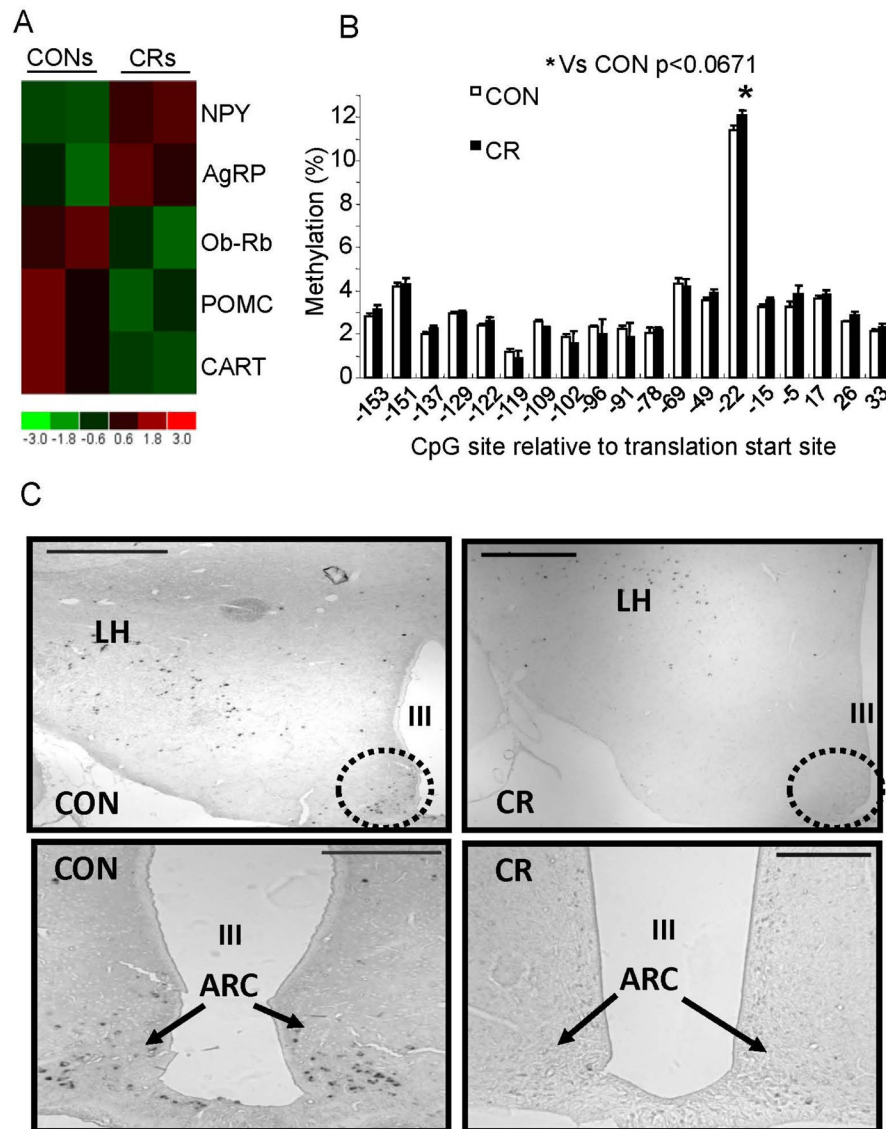 A
CONs CRs
NPY
AgRP
Ob-Rb
POMC
CART
-3.0 -1.8 -0.6 0.6 1.8 3.0
B
*Vs CON p<0.0671
CON
CR
*
Methylation (%)
12
10
8
6
4
2
0
-153 -151 -137 -129 -122 -119 -109 -102 -96 -91 -78 -69 -49 -22 -15 -5 17 26 33
CpG site relative to translation start site
C
LH
III
CON
LH
III
CR
CON
III
ARC
CR
III
ARC